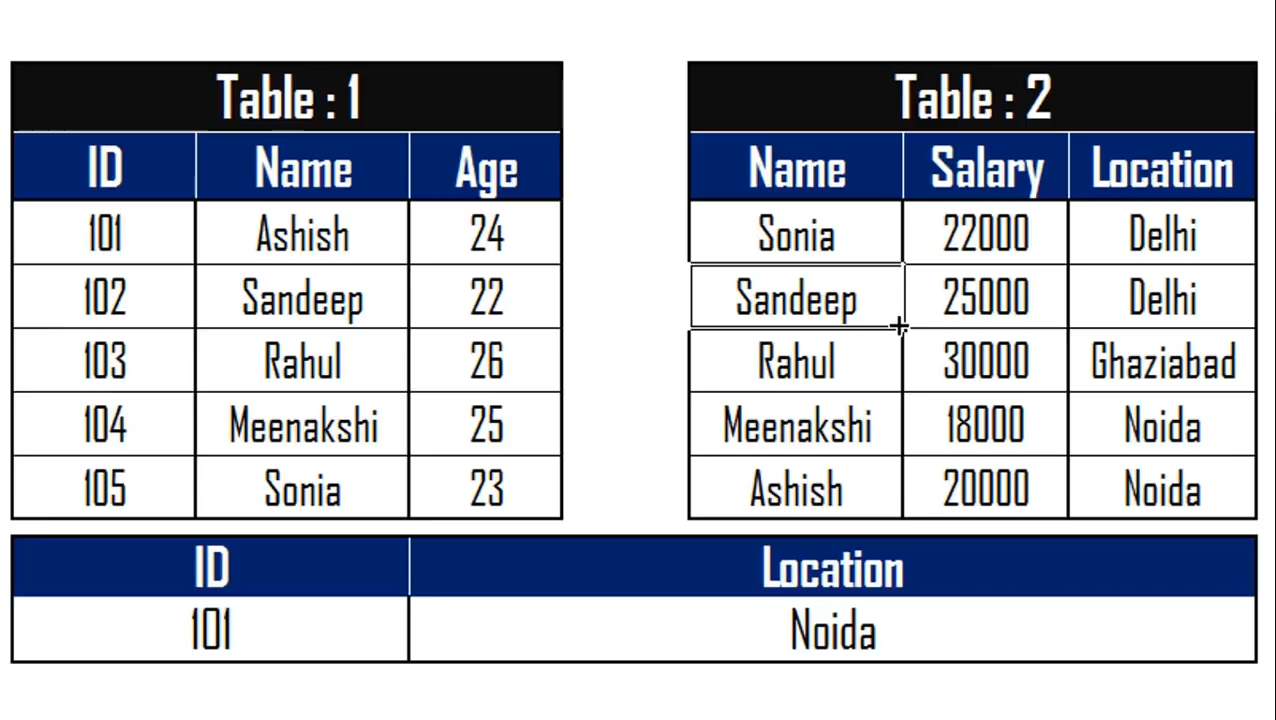 Table : 1
ID Name Age
101 Ashish 24
102 Sandeep 22
103 Rahul 26
104 Meenakshi 25
105 Sonia 23
Table : 2
Name Salary Location
Sonia 22000 Delhi
Sandeep 25000 Delhi
Rahul 30000 Ghaziabad
Meenakshi 18000 Noida
Ashish 20000 Noida
ID Location
101 Noida